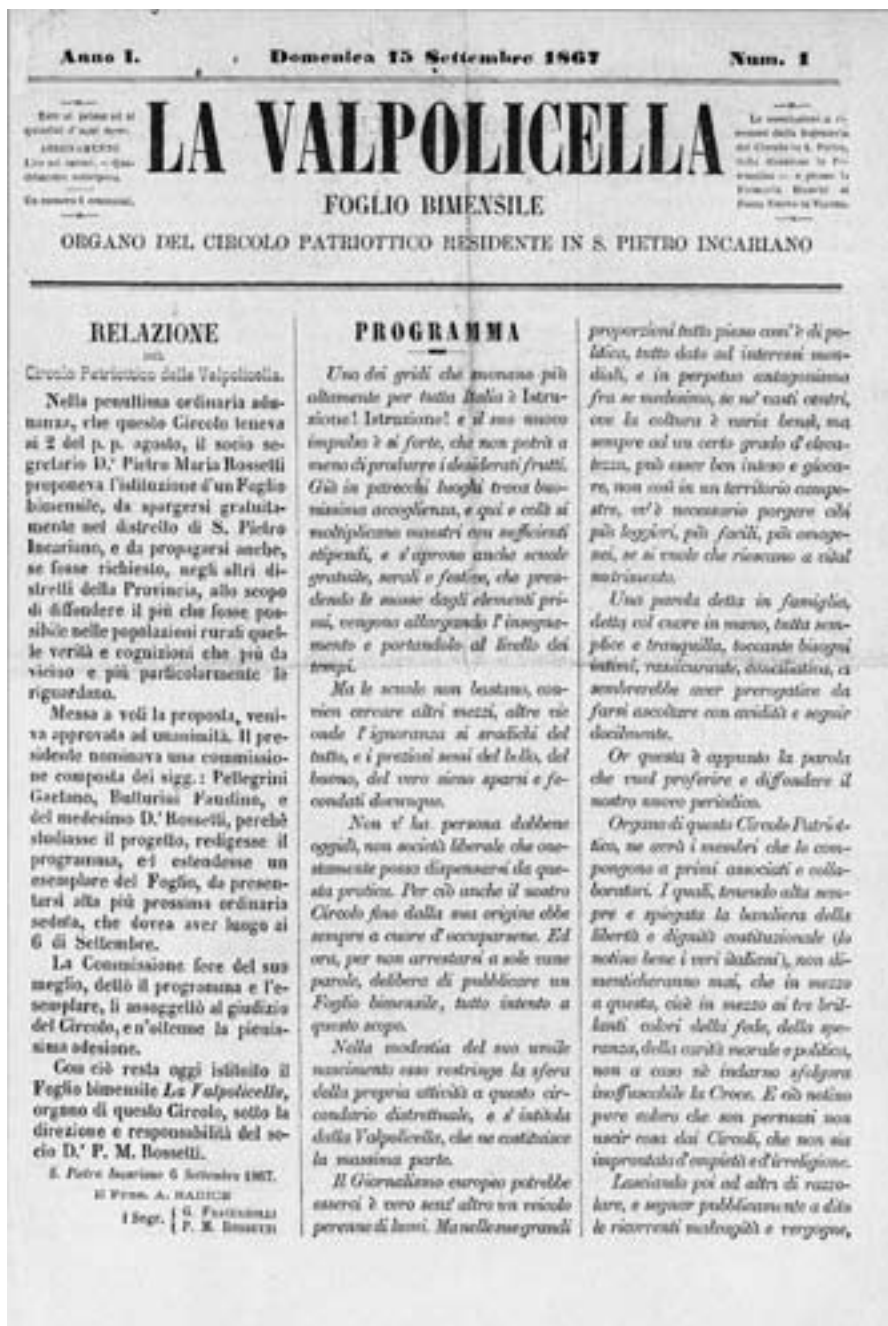 Anno I.
Domenica 15 Settembre 1867
Num. 1
ABBONAMENTO
Un numero 6 centesimi.
LA VALPOLICELLA
FOGLIO BIMENSILE
ORGANO DEL CIRCOLO PATRIOTTICO RESIDENTE IN S. PIETRO INCARIANO
RELAZIONE
DEL
Circolo Patriottico della Valpolicella.
Nella penultima ordinaria adu-
nanza, che questo Circolo teneva
ai 2 del p. p. agosto, il socio se-
gretario D.r Pietro Maria Rossetti
proponeva l'istituzione d'un Foglio
bimensile, da spargersi gratuita-
mente nel distretto di S. Pietro
Incariano, e da propagarsi anche,
se fosse richiesto, negli altri di-
stretti della Provincia, allo scopo
di diffondere il più che fosse pos-
sibile nelle popolazioni rurali quel-
le verità e cognizioni che più da
vicino e più particolarmente le
riguardano.
Messa a voti la proposta, veni-
va approvata ad unanimità. Il pre-
sidente nominava una commissio-
ne composta dei sigg.: Pellegrini
Gaetano, Butturini Faustino, e
del medesimo D.r Rossetti, perchè
studiasse il progetto, redigesse il
programma, ed estendesse un
esemplare del Foglio, da presen-
tarsi alla più prossima ordinaria
seduta, che dovea aver luogo ai
6 di Settembre.
La Commissione fece del suo
meglio, dettò il programma e l'e-
semplare, li assoggettò al giudizio
del Circolo, e n'ottenne la pienis-
sima adesione.
Con ciò resta oggi istituito il
Foglio bimensile La Valpolicella,
organo di questo Circolo, sotto la
direzione e responsabilità del so-
cio D.r P. M. Rossetti.
S. Pietro Incariano 6 Settembre 1867.
Il Pres. A. RADICE
I Segr.
P. M. ROSSETTI
PROGRAMMA
Uno dei gridi che suonano più
altamente per tutta Italia è Istru-
zione! Istruzione! e il suo nuovo
impulso è sì forte, che non potrà a
meno di produrre i desiderati frutti.
Già in parecchi luoghi trova buo-
nissima accoglienza, e qui e colà si
moltiplicano maestri con sufficienti
stipendi, e s'aprono anche scuole
gratuite, serali e festive, che pren-
dendo le mosse dagli elementi pri-
mi, vengono allargando l'insegna-
mento e portandolo al livello dei
tempi.
Ma le scuole non bastano, con-
vien cercare altri mezzi, altre vie
onde l'ignoranza si sradichi del
tutto, e i preziosi semi del bello, del
buono, del vero sieno sparsi e fe-
condati dovunque.
Non v'ha persona dabbene
oggidì, non società liberale che one-
stamente possa dispensarsi da que-
sta pratica. Per ciò anche il nostro
Circolo fino dalla sua origine ebbe
sempre a cuore d'occuparsene. Ed
ora, per non arrestarsi a sole vane
parole, delibera di pubblicare un
Foglio bimensile, tutto intento a
questo scopo.
Nella modestia del suo umile
nascimento esso restringe la sfera
della propria attività a questo cir-
condario distrettuale, e s'intitola
dalla Valpolicella, che ne costituisce
la massima parte.
Il Giornalismo europeo potrebbe
esserci è vero senz'altro un veicolo
perenne di lumi. Ma nelle sue grandi
proporzioni tutto pieno com'è di po-
litica, tutto dato ad interessi mon-
diali, e in perpetuo antagonismo
fra se medesimo, se ne' vasti centri,
ove la coltura è varia bensì, ma
sempre ad un certo grado d'eleva-
tezza, può esser ben inteso e giova-
re, non così in un territorio campe-
stre, ov'è necessario porgere cibi
più leggieri, più facili, più omoge-
nei, se si vuole che riescano a vital
nutrimento.
Una parola detta in famiglia,
detta col cuore in mano, tutta sem-
plice e tranquilla, toccante bisogni
intimi, rassicurante, conciliativa, ci
sembrerebbe aver prerogative da
farsi ascoltare con avidità e seguir
docilmente.
Or questa è appunto la parola
che vuol proferire e diffondere il
nostro nuovo periodico.
Organo di questo Circolo Patriot-
tico, ne avrà i membri che lo com-
pongono a primi associati e colla-
boratori. I quali, tenendo alta sem-
pre e spiegata la bandiera della
libertà e dignità costituzionale (lo
notino bene i veri italiani), non di-
menticheranno mai, che in mezzo
a questa, cioè in mezzo ai tre bril-
lanti colori della fede, della spe-
ranza, della carità morale e politica,
non a caso nè indarno sfolgora
inoffuscabile la Croce. E ciò notino
pure coloro che son persuasi non
uscir cosa dai Circoli, che non sia
improntata d'empietà e d'irreligione.
Lasciando poi ad altri di razzo-
lare, e segnar pubblicamente a dito
le ricorrenti malvagità e vergogne,